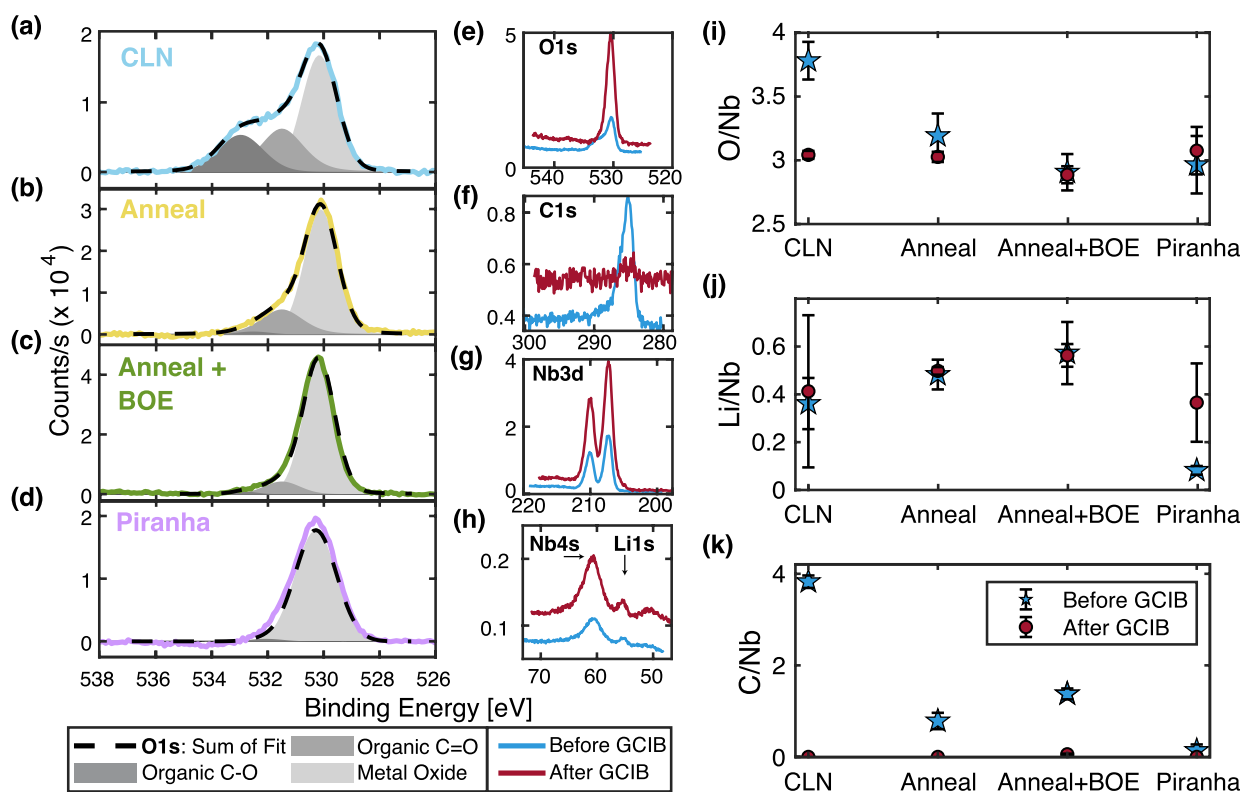 (a)
CLN
2
1
0
(b)
Anneal
3
2
1
0
(c)
Anneal +
BOE
4
2
0
(d)
Piranha
2
1
0
Counts/s (x 10⁻⁴)
538 536 534 532 530 528 526
Binding Energy [eV]
(e)
O1s
5
0
540 530 520
(f)
C1s
0.8
0.6
0.4
300 290 280
(g)
Nb3d
4
2
0
220 210 200
(h)
Nb4s Li1s
0.2
0.1
70 60 50
O1s: Sum of Fit Organic C=O Before GCIB
Organic C-O Metal Oxide After GCIB
(i)
4
3.5
3
2.5
O/Nb
CLN Anneal Anneal+BOE Piranha
(j)
0.6
0.4
0.2
0
Li/Nb
CLN Anneal Anneal+BOE Piranha
(k)
4
2
0
C/Nb
Before GCIB
After GCIB
CLN Anneal Anneal+BOE Piranha